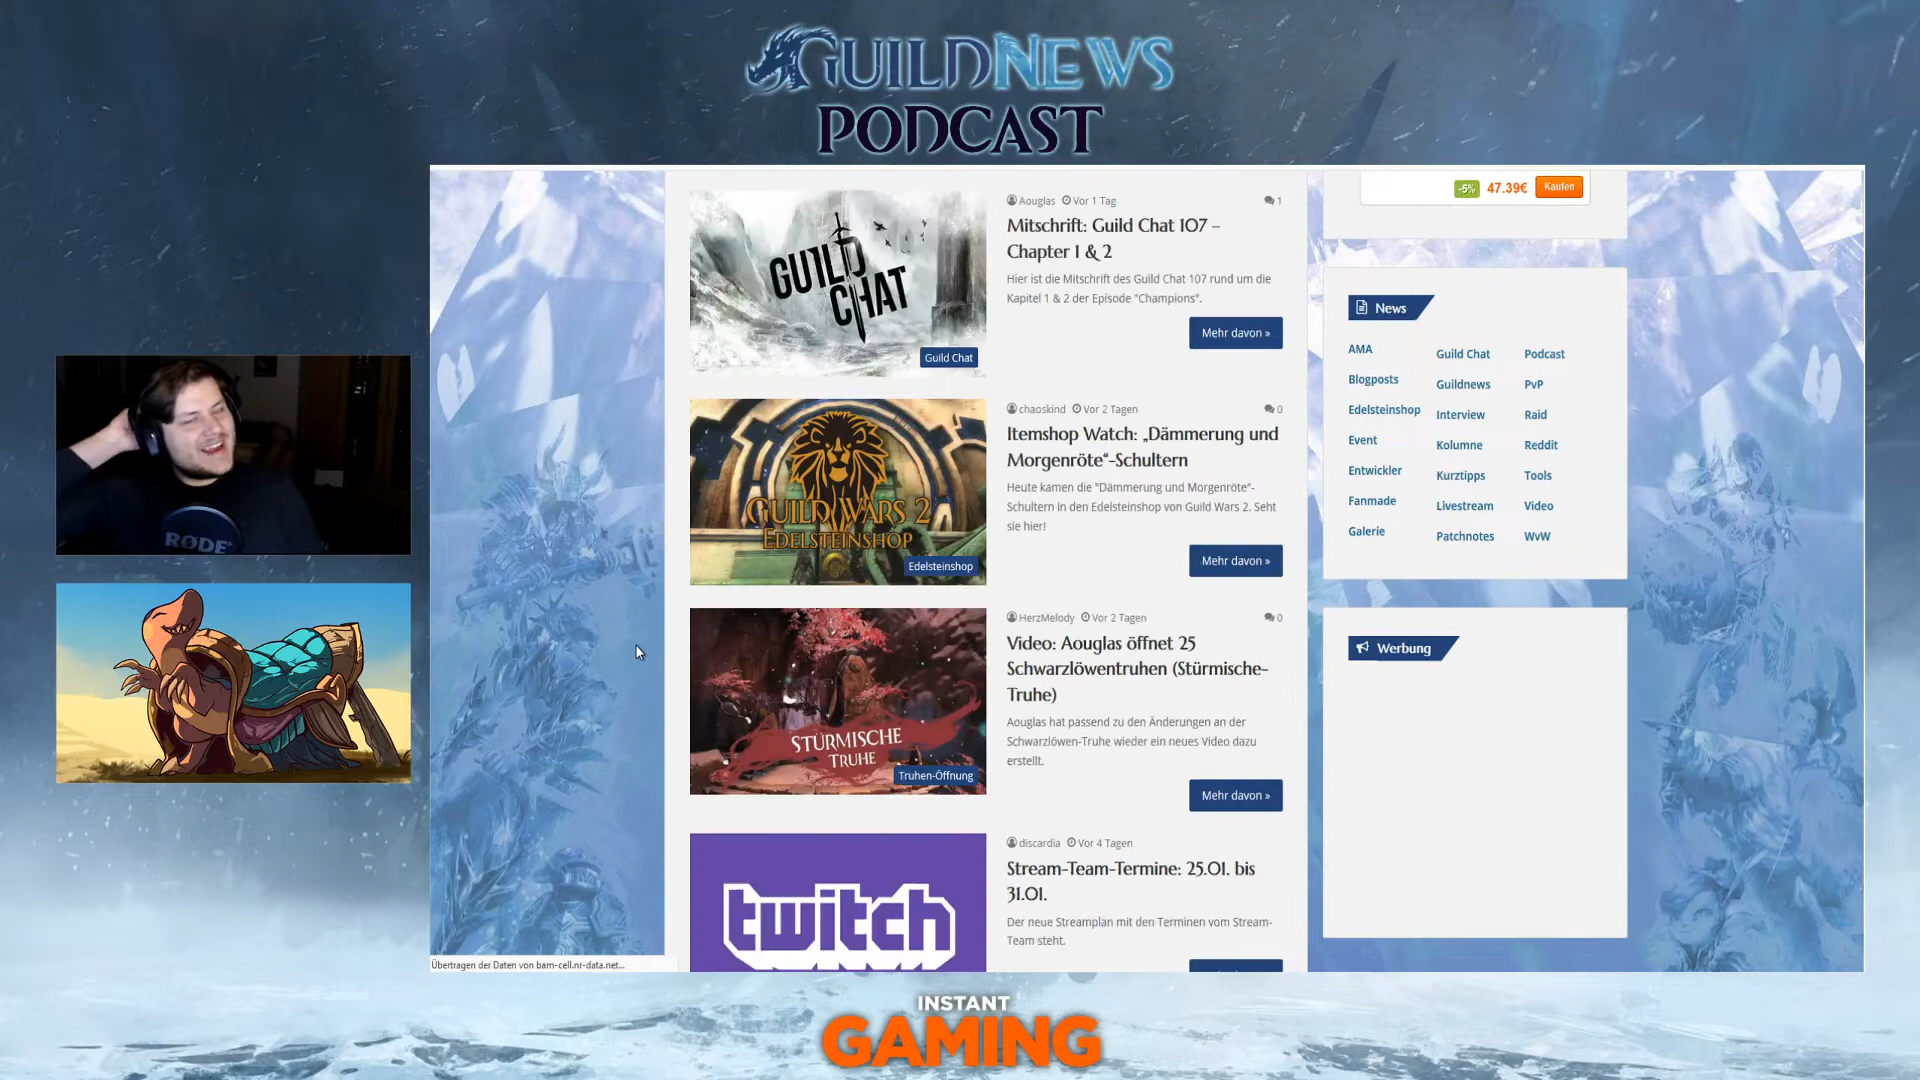 GUILDNEWS
PODCAST
Aouglas Vor 1 Tag 1
Mitschrift: Guild Chat 107 –
Chapter 1 & 2
Hier ist die Mitschrift des Guild Chat 107 rund um die
Kapitel 1 & 2 der Episode "Champions".
Mehr davon »
GUILD
CHAT
Guild Chat
chaoskind Vor 2 Tagen 0
Itemshop Watch: „Dämmerung und
Morgenröte“-Schultern
Heute kamen die "Dämmerung und Morgenröte"-
Schultern in den Edelsteinshop von Guild Wars 2. Seht
sie hier!
Mehr davon »
GUILD WARS 2
EDELSTEINSHOP
Edelsteinshop
HerzMelody Vor 2 Tagen 0
Video: Aouglas öffnet 25
Schwarzlöwentruhen (Stürmische-
Truhe)
Aouglas hat passend zu den Änderungen an der
Schwarzlöwen-Truhe wieder ein neues Video dazu
erstellt.
Mehr davon »
STÜRMISCHE
TRUHE
Truhen-Öffnung
discardia Vor 4 Tagen
Stream-Team-Termine: 25.01. bis
31.01.
Der neue Streamplan mit den Terminen vom Stream-
Team steht.
twitch
-5% 47.39€ Kaufen
News
AMA
Blogposts
Edelsteinshop
Event
Entwickler
Fanmade
Galerie
Guild Chat
Guildnews
Interview
Kolumne
Kurztipps
Livestream
Patchnotes
Podcast
PvP
Raid
Reddit
Tools
Video
WvW
Werbung
RØDE
Übertragen der Daten von bam-cell.nr-data.net...
INSTANT
GAMING